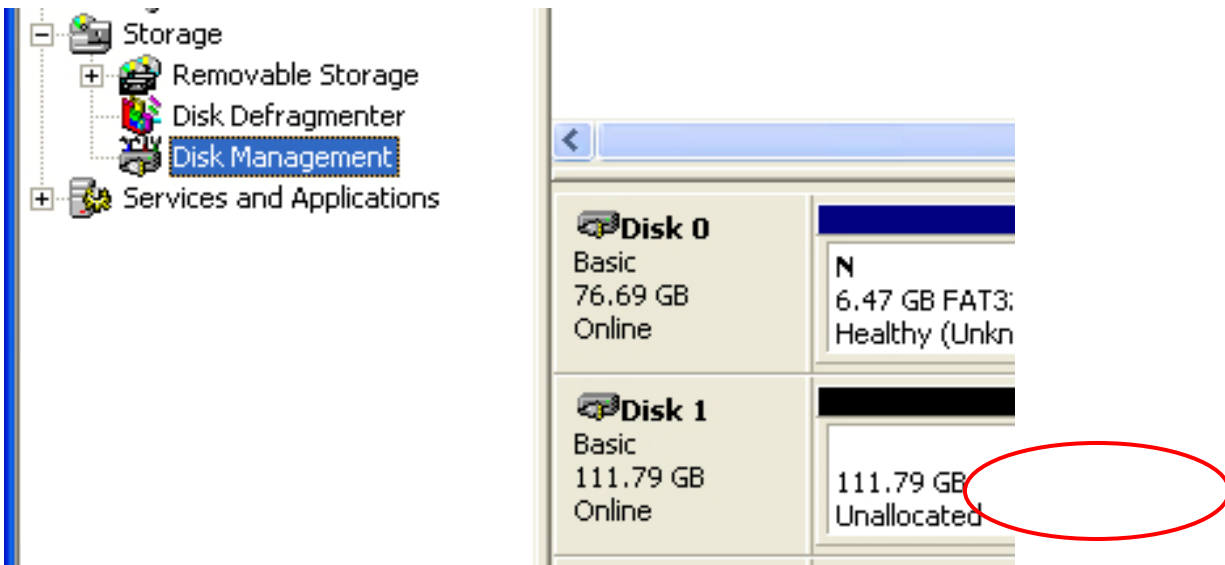 Storage
Removable Storage
Disk Defragmenter
Disk Management
Services and Applications
Disk 0
Basic
76.69 GB
Online
N
6.47 GB FAT32
Healthy (Unkn
Disk 1
Basic
111.79 GB
Online
111.79 GB
Unallocated